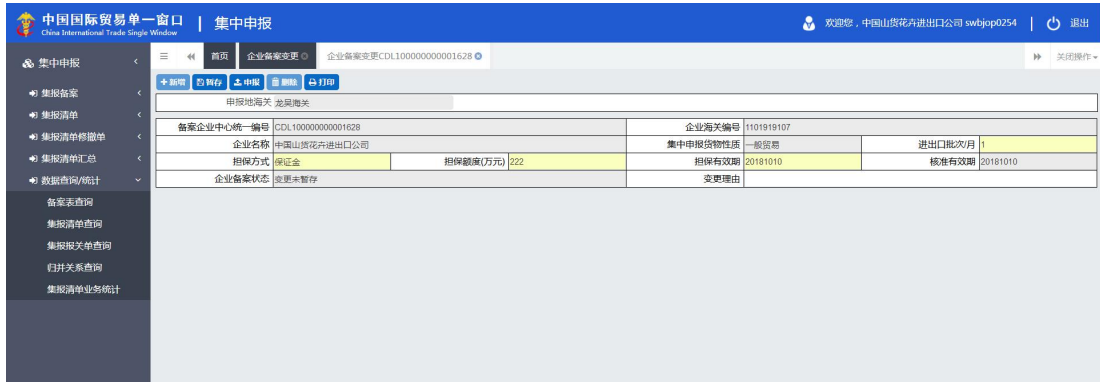 中国国际贸易单一窗口 | 集中申报
China International Trade Single Window
欢迎您,中国山货花卉进出口公司 swbjop0254 | 退出
集中申报
集报备案
集报清单
集报清单修撤单
集报清单汇总
数据查询/统计
备案表查询
集报清单查询
集报报关单查询
归并关系查询
集报清单业务统计
首页 企业备案变更 企业备案变更CDL100000000001628 关闭操作
新增 暂存 申报 删除 打印
申报地海关 龙吴海关
备案企业中心统一编号 CDL100000000001628 企业海关编号 1101919107
企业名称 中国山货花卉进出口公司 集中申报货物性质 一般贸易 进出口批次/月 1
担保方式 保证金 担保额度(万元) 222 担保有效期 20181010 核准有效期 20181010
企业备案状态 变更未暂存 变更理由